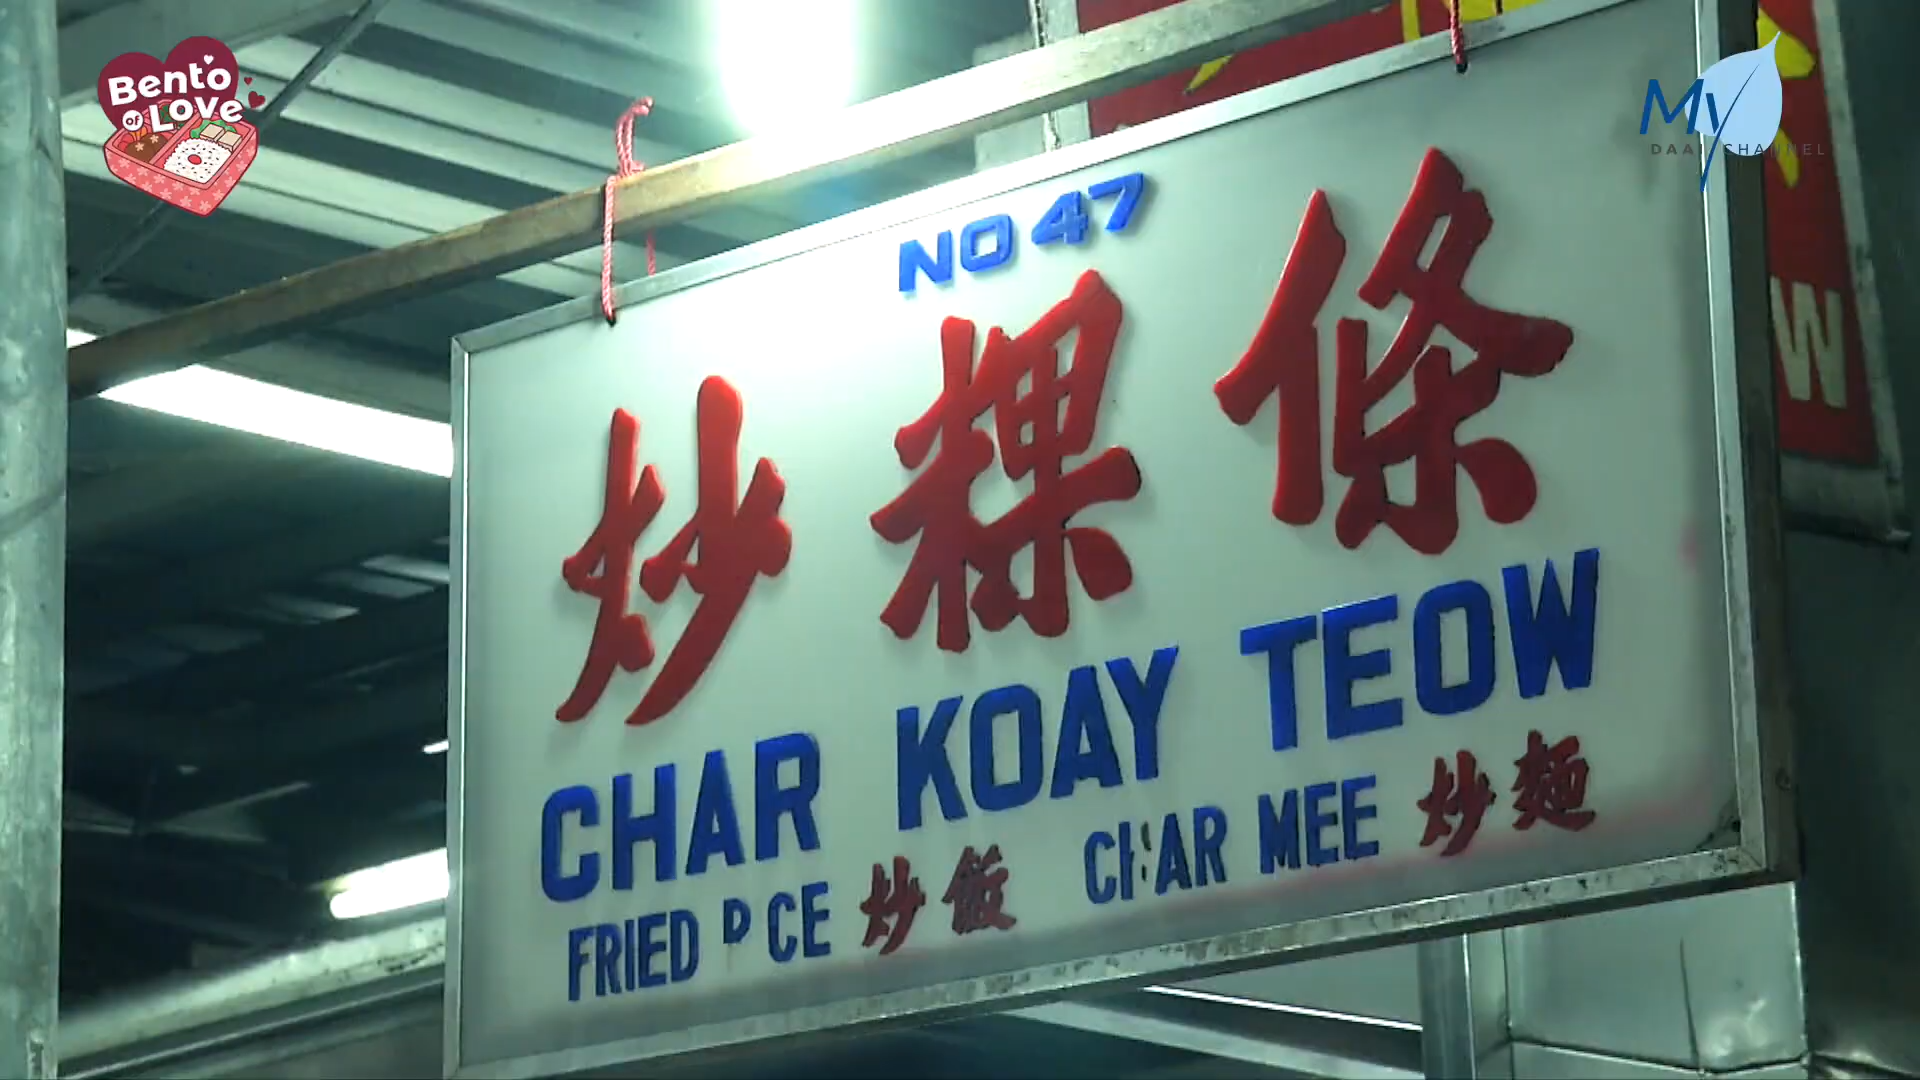 Bento
of Love
My
DAAI CHANNEL
NO 47
炒粿條
W
CHAR KOAY TEOW
FRIED P CE 炒飯 CHAR MEE 炒麵